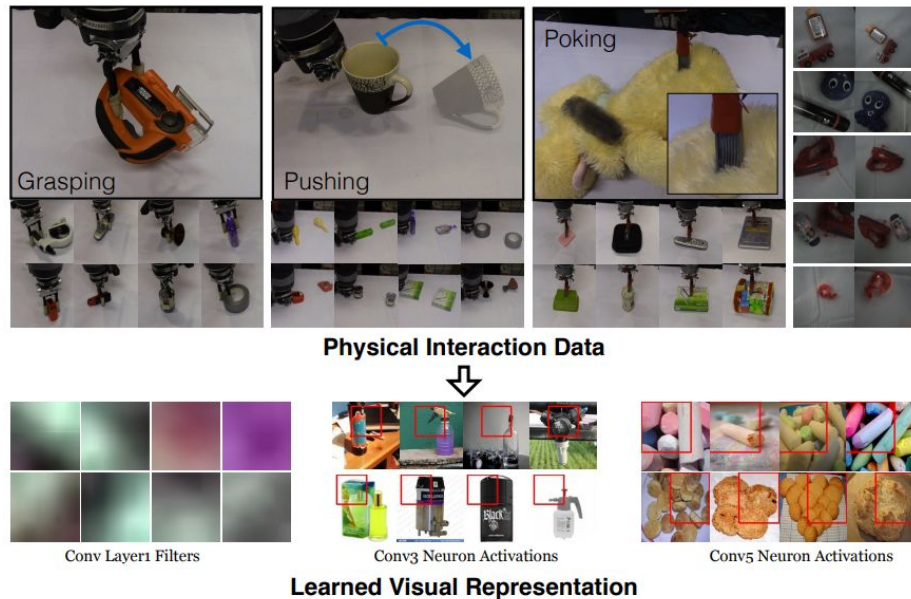 Grasping
Pushing
Poking
Physical Interaction Data
Conv Layer1 Filters
Conv3 Neuron Activations
Conv5 Neuron Activations
Learned Visual Representation